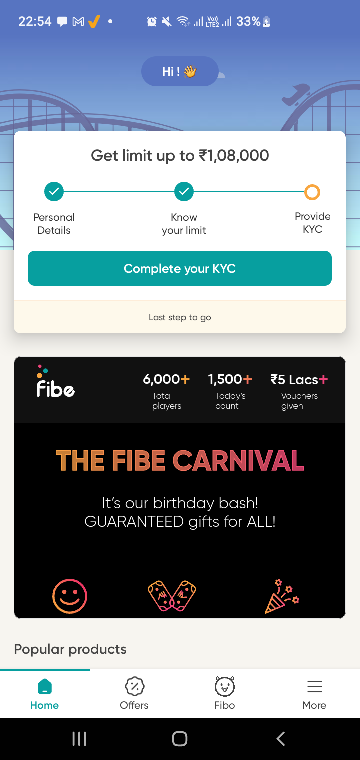 22:54
33%
Hi ! 👋
Get limit up to ₹1,08,000
Personal Details
Know your limit
Provide KYC
Complete your KYC
Last step to go
fibe
6,000+
Total players
1,500+
Today's count
₹5 Lacs+
Vouchers given
THE FIBE CARNIVAL
It's our birthday bash!
GUARANTEED gifts for ALL!
Popular products
Home
Offers
Fibo
More